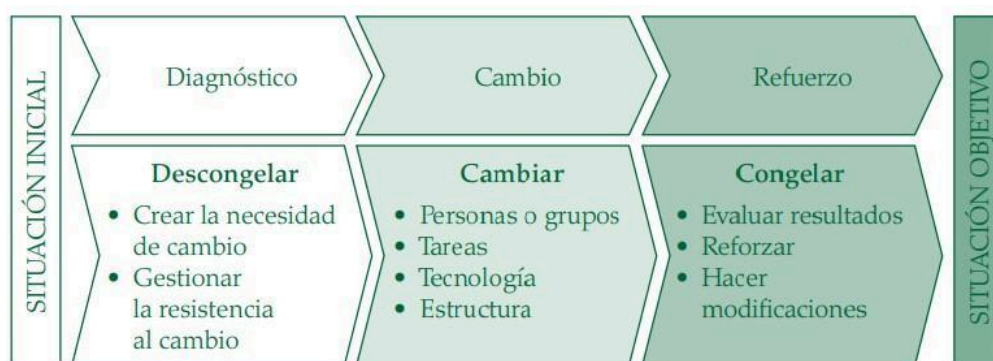 SITUACIÓN INICIAL
Diagnóstico
Cambio
Refuerzo
Descongelar
• Crear la necesidad
de cambio
• Gestionar
la resistencia
al cambio
Cambiar
• Personas o grupos
• Tareas
• Tecnología
• Estructura
Congelar
• Evaluar resultados
• Reforzar
• Hacer
modificaciones
SITUACIÓN OBJETIVO